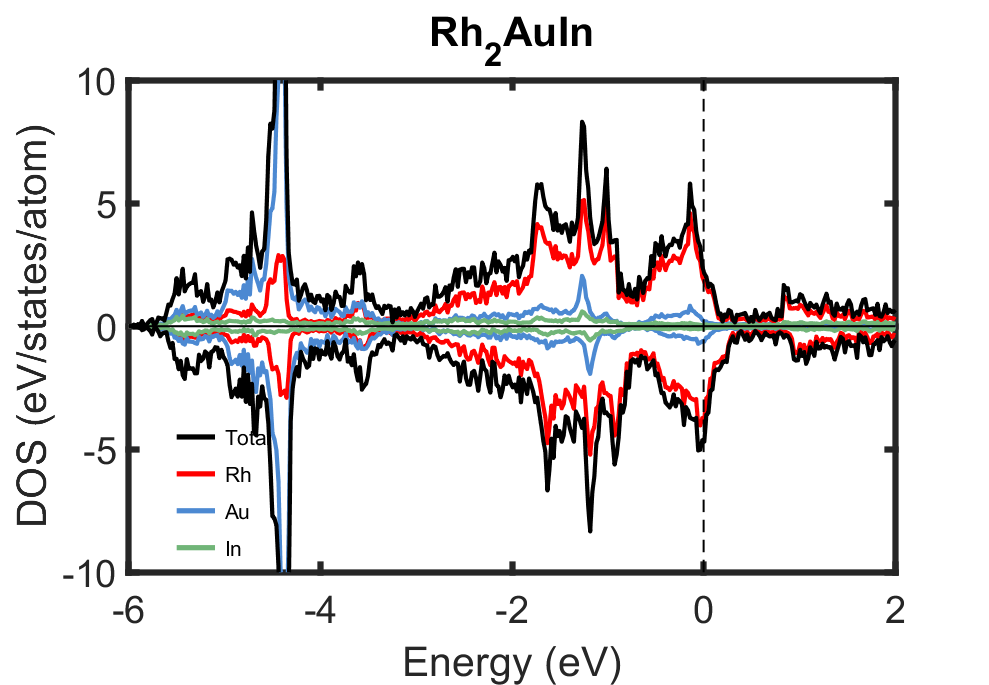 Rh2AuIn
DOS (eV/states/atom)
10
5
0
-5
-10
Total
Rh
Au
In
-6
-4
-2
0
2
Energy (eV)